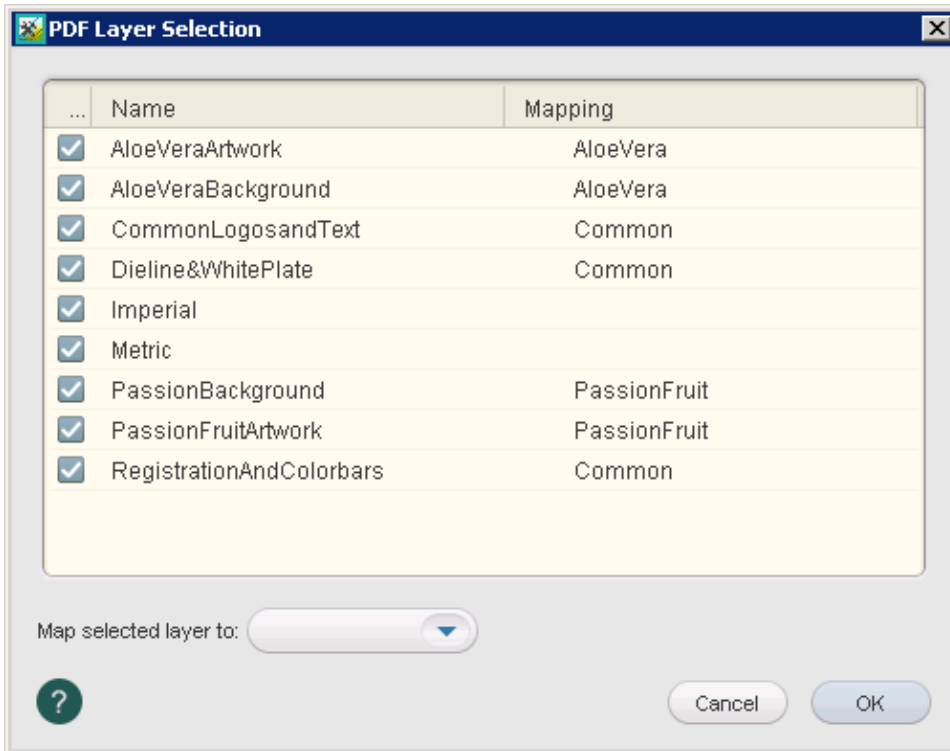 PDF Layer Selection
... Name Mapping
AloeVeraArtwork AloeVera
AloeVeraBackground AloeVera
CommonLogosandText Common
Dieline&WhitePlate Common
Imperial
Metric
PassionBackground PassionFruit
PassionFruitArtwork PassionFruit
RegistrationAndColorbars Common
Map selected layer to:
? Cancel OK